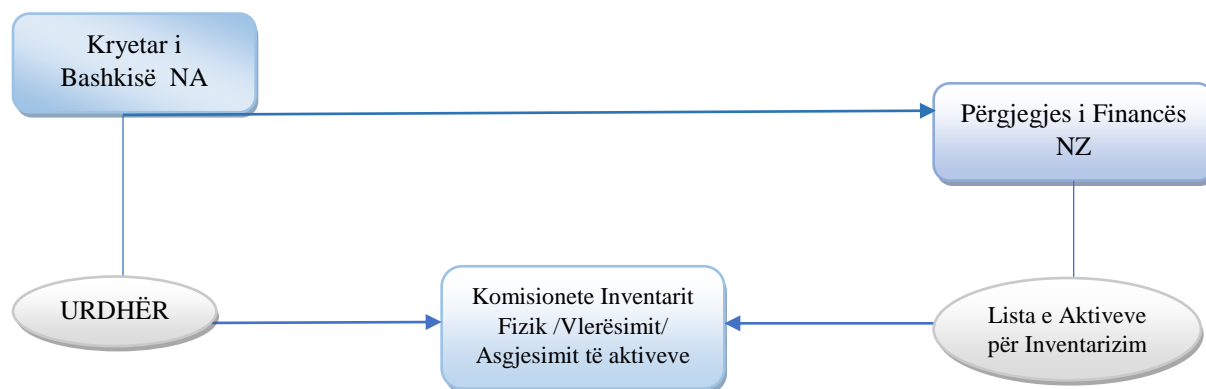 Kryetar i
Bashkisë NA
Përgjegjes i Financës
NZ
URDHËR
Komisionete Inventarit
Fizik /Vlerësimit/
Asgjesimit të aktiveve
Lista e Aktiveve
për Inventarizim